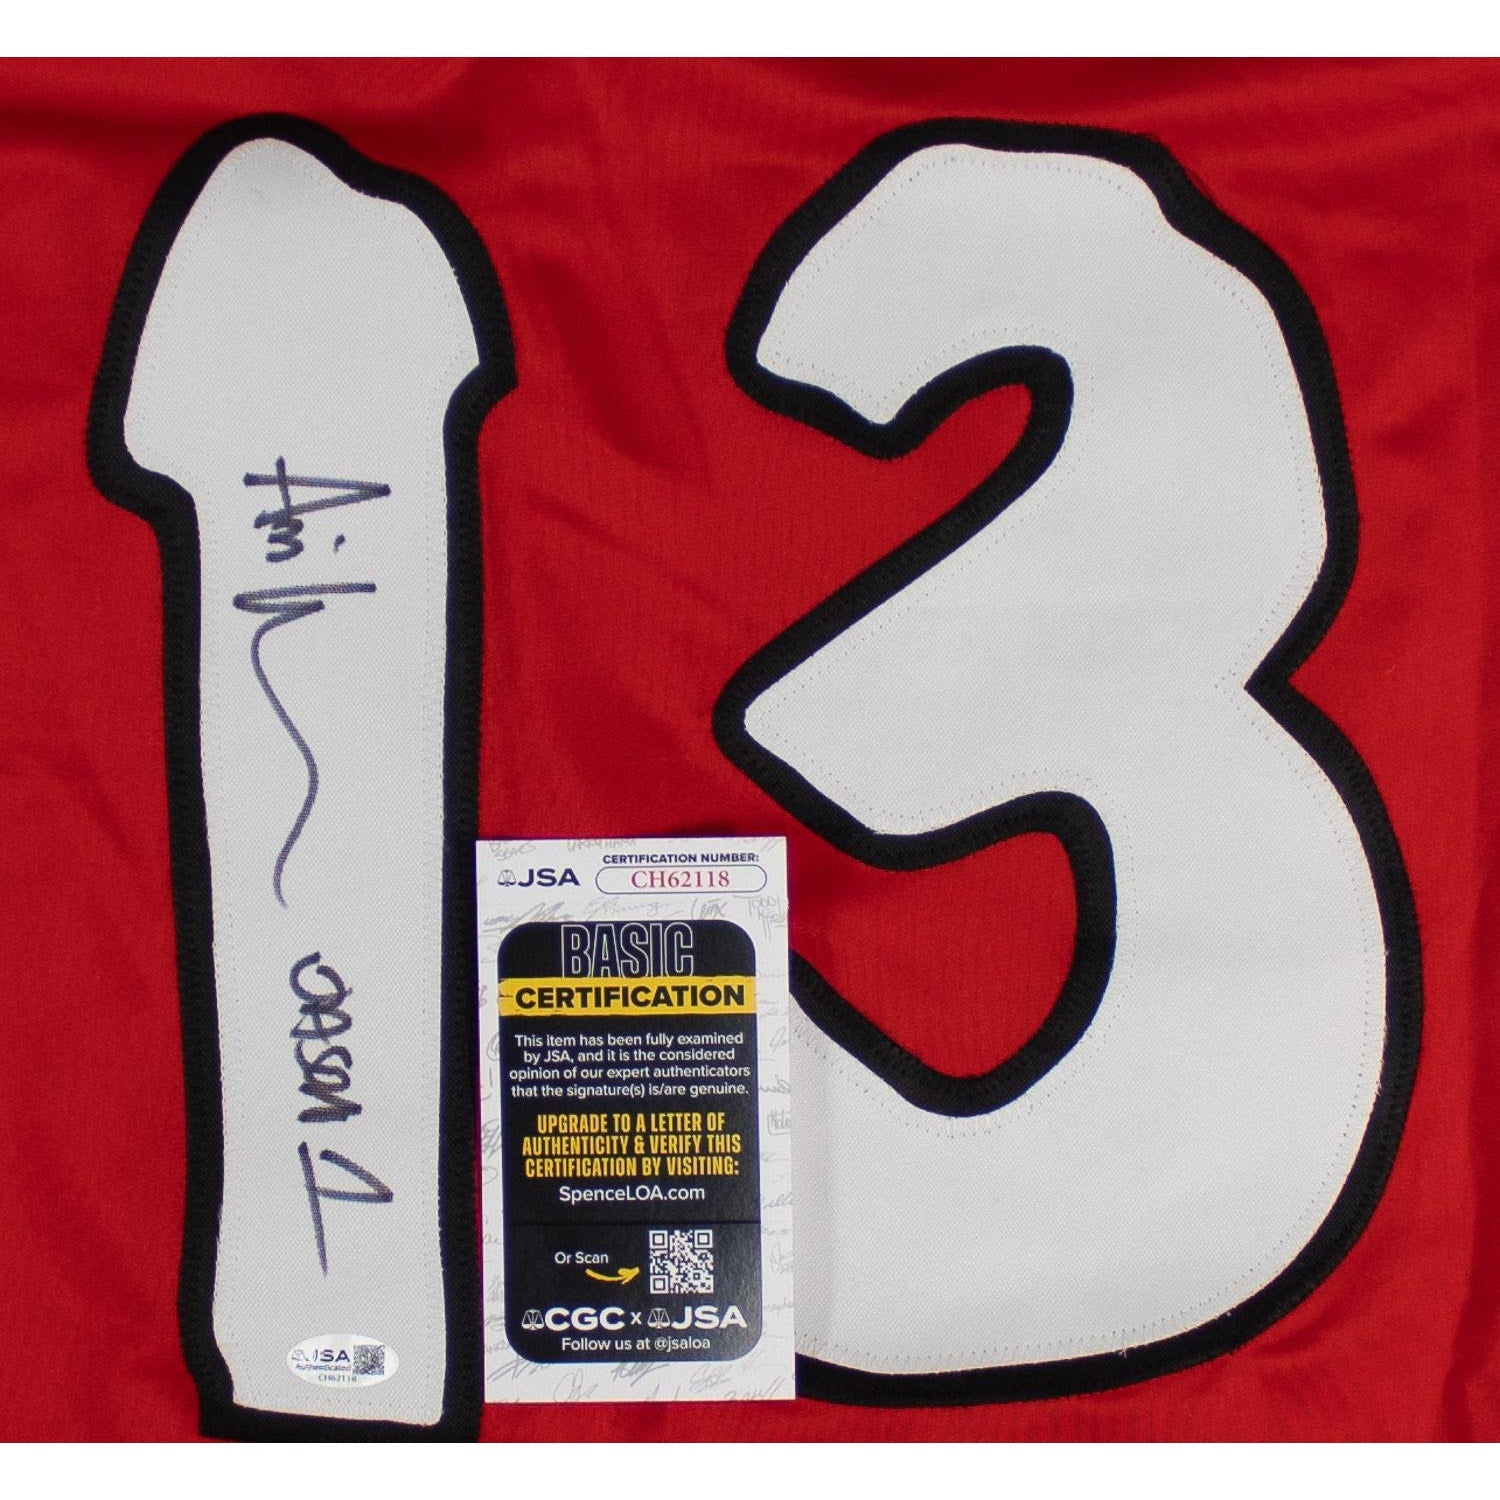 13
JSA
CERTIFICATION NUMBER:
CH62118
BASIC
CERTIFICATION
This item has been fully examined
by JSA, and it is the considered
opinion of our expert authenticators
that the signature(s) is/are genuine.
UPGRADE TO A LETTER OF
AUTHENTICITY & VERIFY THIS
CERTIFICATION BY VISITING:
SpenceLOA.com
Or Scan
CGC x JSA
Follow us at @jsaloa
JSA
Authenticated
CH62118